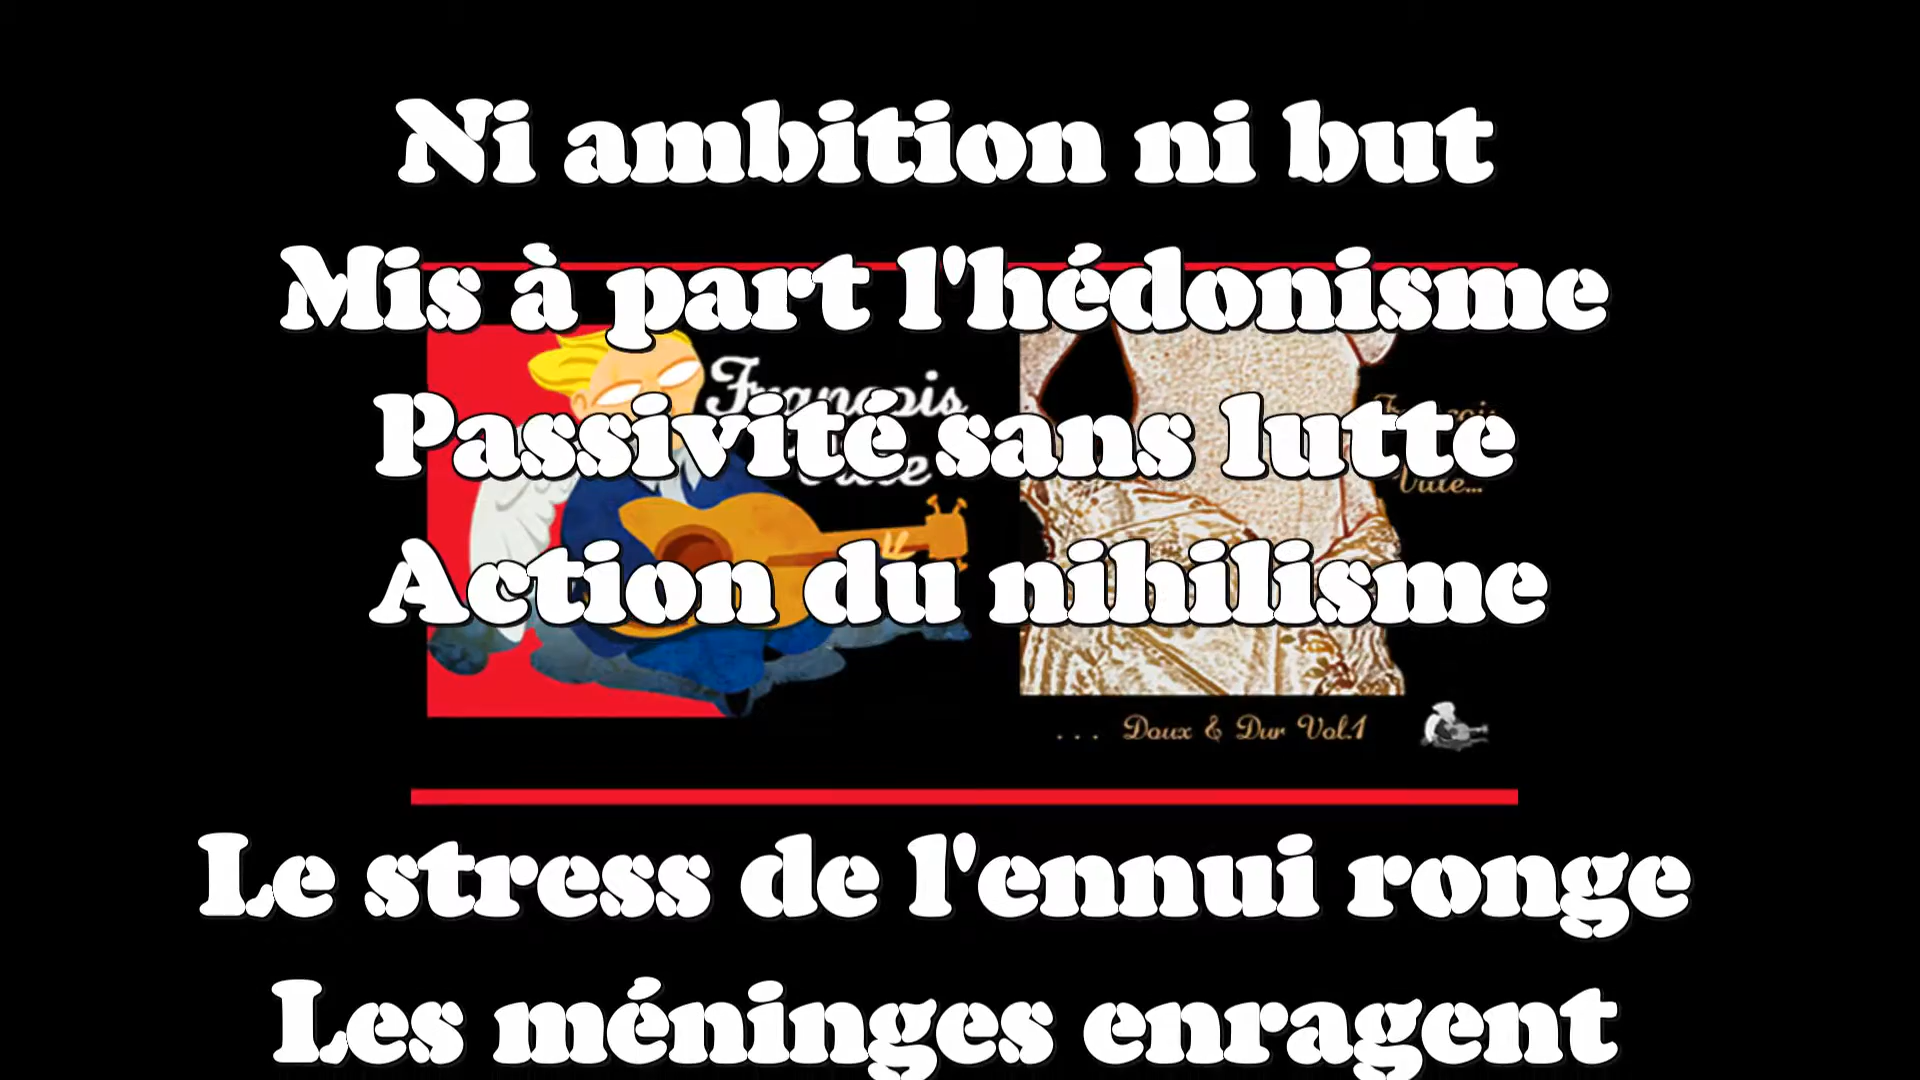 Ni ambition ni but
Mis à part l'hédonisme
François
Passivité sans lutte
Action du nihilisme
... Doux & Dur Vol.1
Le stress de l'ennui ronge
Les méninges enragent